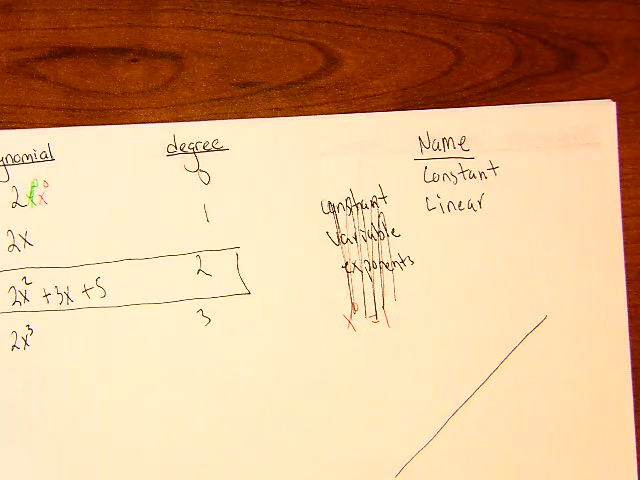 ynomial degree Name
2x⁰ 0 Constant
2x 1 Linear
constant
variable
exponents
2x² + 3x + 5 2
2x³ 3
x⁰ = 1